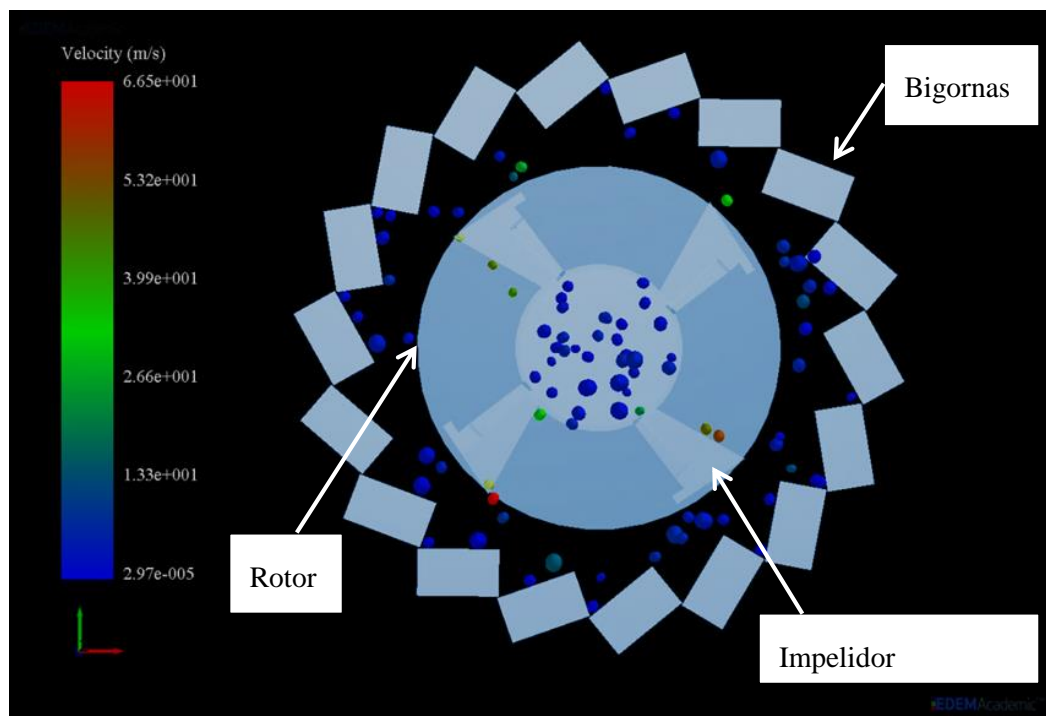 Velocity (m/s)
6.65e+001
5.32e+001
3.99e+001
2.66e+001
1.33e+001
2.97e-005
Bigornas
Rotor
Impelidor
EDEMAcademic